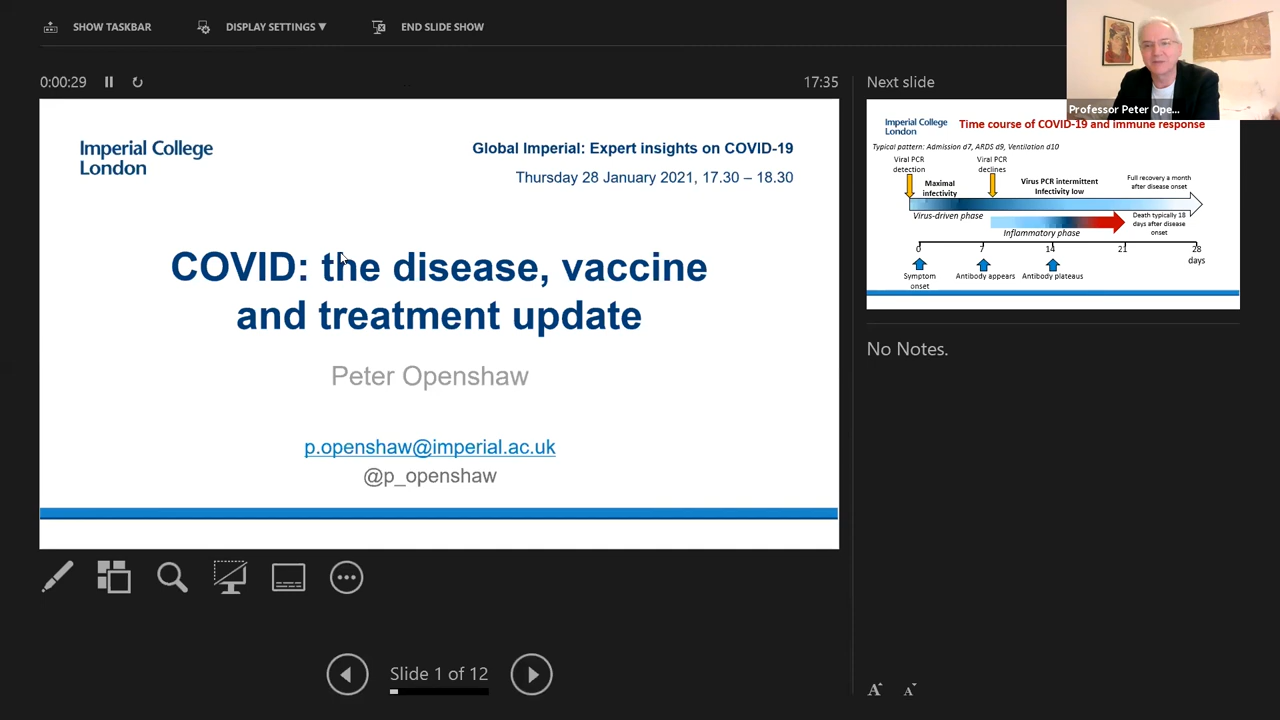 SHOW TASKBAR
DISPLAY SETTINGS ▼
END SLIDE SHOW
0:00:29
17:35
Imperial College
London
Global Imperial: Expert insights on COVID-19
Thursday 28 January 2021, 17.30 – 18.30
COVID: the disease, vaccine
and treatment update
Peter Openshaw
p.openshaw@imperial.ac.uk
@p_openshaw
Slide 1 of 12
Next slide
Professor Peter Ope...
Imperial College
London
Time course of COVID-19 and immune response
Typical pattern: Admission d7, ARDS d9, Ventilation d10
Viral PCR
detection
Viral PCR
declines
Maximal
infectivity
Virus PCR intermittent
Infectivity low
Full recovery a month
after disease onset
Virus-driven phase
Inflammatory phase
Death typically 18
days after disease
onset
0 7 14 21 28
days
Symptom
onset
Antibody appears
Antibody plateaus
No Notes.
A A